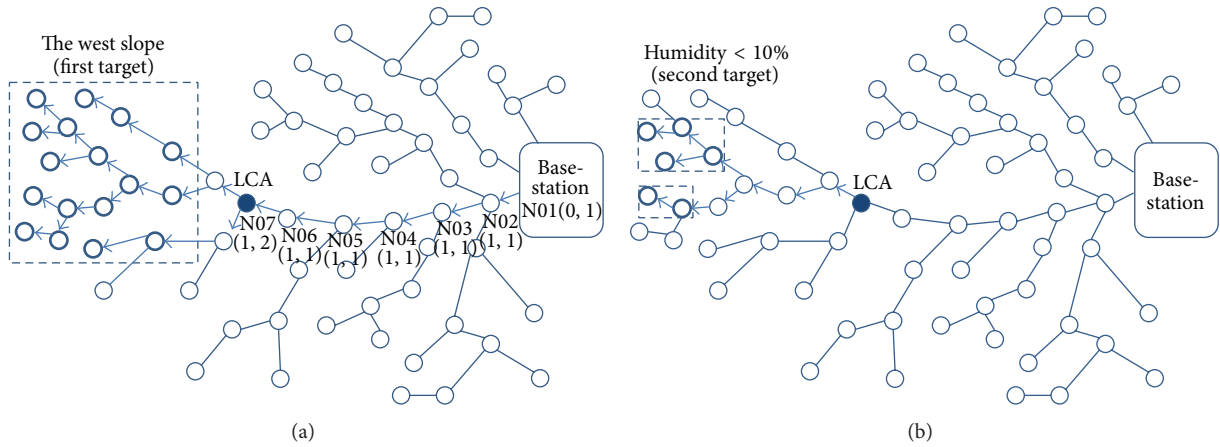 The west slope
(first target)
LCA
N07
(1, 2)
N06
(1, 1)
N05
(1, 1)
N04
(1, 1)
N03
(1, 1)
N02
(1, 1)
Base-
station
N01(0, 1)
(a)
Humidity < 10%
(second target)
LCA
Base-
station
(b)